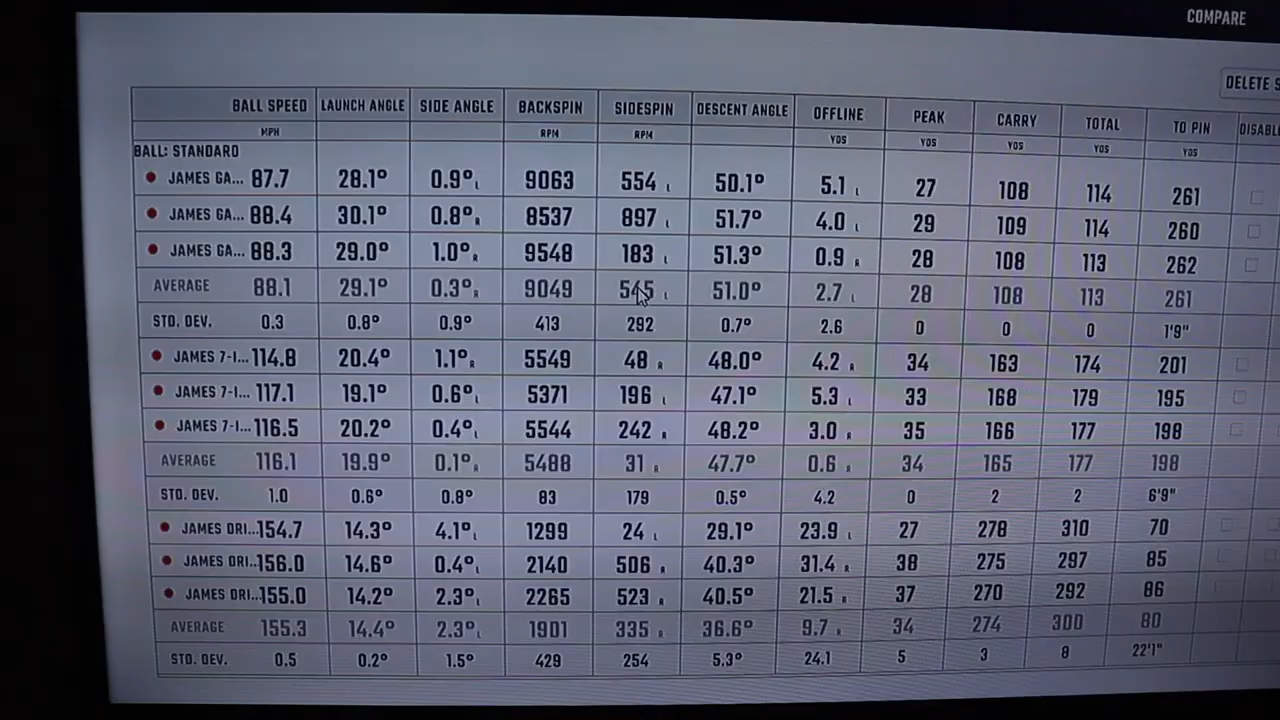 COMPARE
DELETE S
BALL SPEED LAUNCH ANGLE SIDE ANGLE BACKSPIN SIDESPIN DESCENT ANGLE OFFLINE PEAK CARRY TOTAL TO PIN DISABL
MPH RPM RPM YDS YDS YDS YDS YDS
BALL: STANDARD
JAMES GA... 87.7 28.1° 0.9° L 9063 554 L 50.1° 5.1 L 27 108 114 261
JAMES GA... 88.4 30.1° 0.8° R 8537 897 L 51.7° 4.0 L 29 109 114 260
JAMES GA... 88.3 29.0° 1.0° R 9548 183 L 51.3° 0.9 R 28 108 113 262
AVERAGE 88.1 29.1° 0.3° R 9049 545 L 51.0° 2.7 L 28 108 113 261
STD. DEV. 0.3 0.8° 0.9° 413 292 0.7° 2.6 0 0 0 1'9"
JAMES 7-I... 114.8 20.4° 1.1° R 5549 48 R 48.0° 4.2 R 34 163 174 201
JAMES 7-I... 117.1 19.1° 0.6° L 5371 196 L 47.1° 5.3 L 33 168 179 195
JAMES 7-I... 116.5 20.2° 0.4° L 5544 242 R 48.2° 3.0 R 35 166 177 198
AVERAGE 116.1 19.9° 0.1° R 5488 31 R 47.7° 0.6 R 34 165 177 198
STD. DEV. 1.0 0.6° 0.8° 83 179 0.5° 4.2 0 2 2 6'9"
JAMES DRI... 154.7 14.3° 4.1° L 1299 24 L 29.1° 23.9 L 27 278 310 70
JAMES DRI... 156.0 14.6° 0.4° L 2140 506 R 40.3° 31.4 R 38 275 297 85
JAMES DRI... 155.0 14.2° 2.3° L 2265 523 R 40.5° 21.5 R 37 270 292 86
AVERAGE 155.3 14.4° 2.3° L 1901 335 R 36.6° 9.7 R 34 274 300 80
STD. DEV. 0.5 0.2° 1.5° 429 254 5.3° 24.1 5 3 8 22'1"